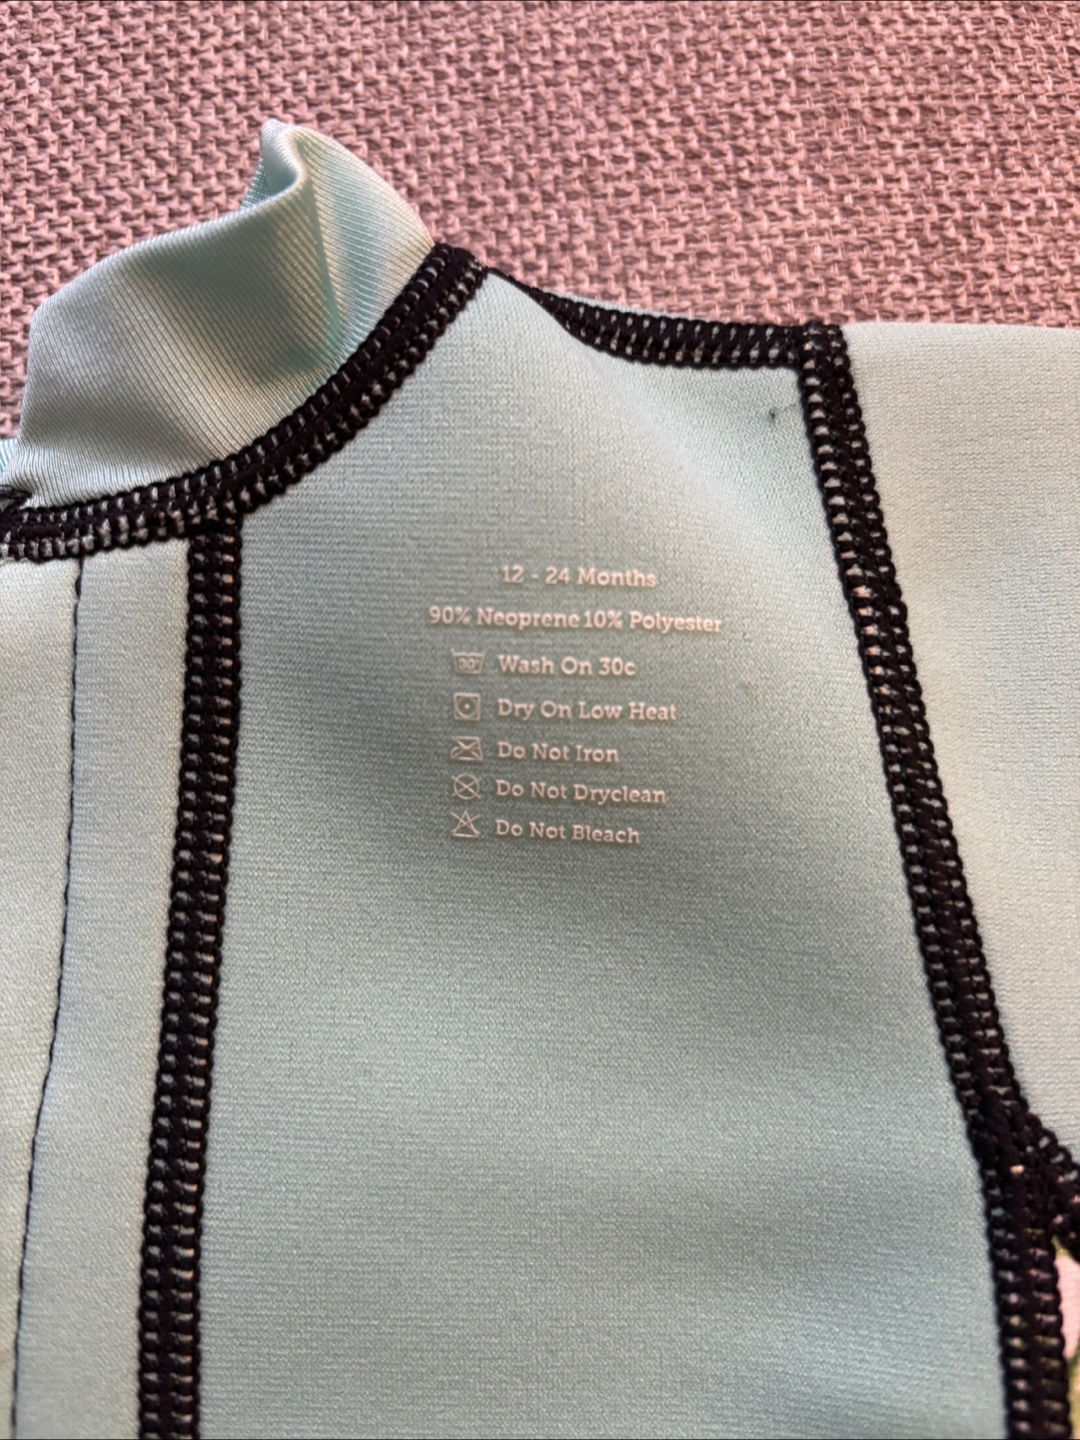 12 - 24 Months
90% Neoprene 10% Polyester
30° Wash On 30c
Dry On Low Heat
Do Not Iron
Do Not Dryclean
Do Not Bleach